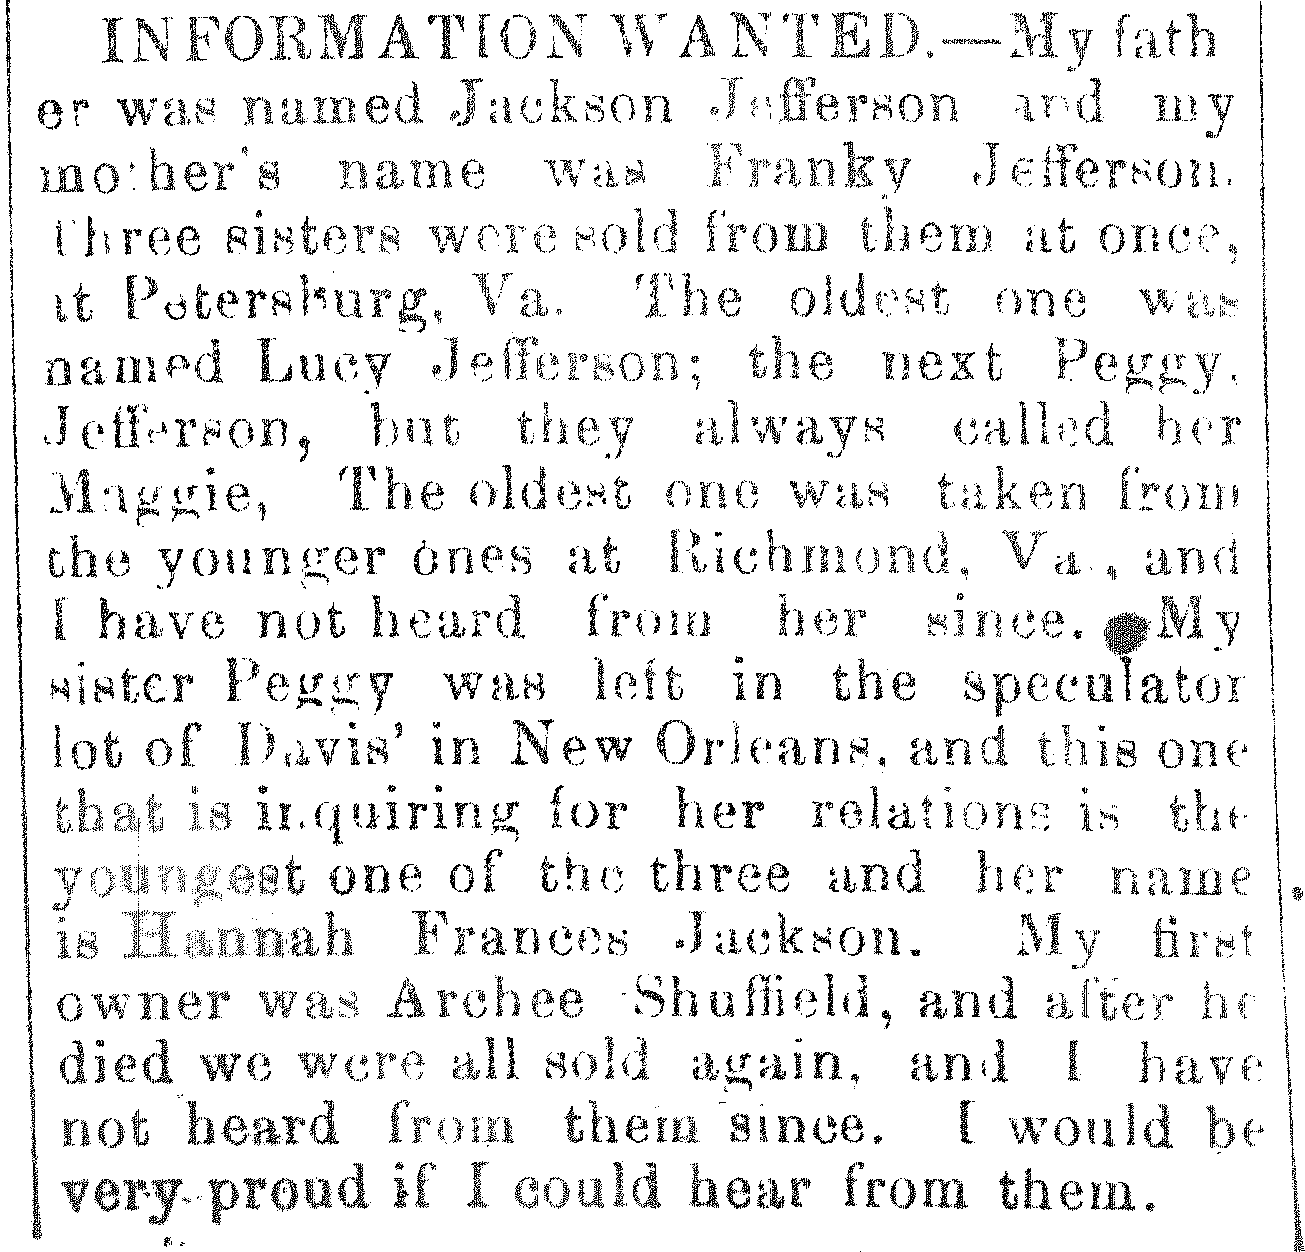 INFORMATION WANTED.—My fath
er was named Jackson Jefferson and my
mother's name was Franky Jefferson.
Three sisters were sold from them at once,
at Petersburg, Va. The oldest one was
named Lucy Jefferson; the next Peggy.
Jefferson, but they always called her
Maggie, The oldest one was taken from
the younger ones at Richmond, Va., and
I have not heard from her since. My
sister Peggy was left in the speculator
lot of Davis' in New Orleans, and this one
that is inquiring for her relations is the
youngest one of the three and her name
is Hannah Frances Jackson. My first
owner was Archee Shuffield, and after he
died we were all sold again, and I have
not heard from them since. I would be
very proud if I could hear from them.